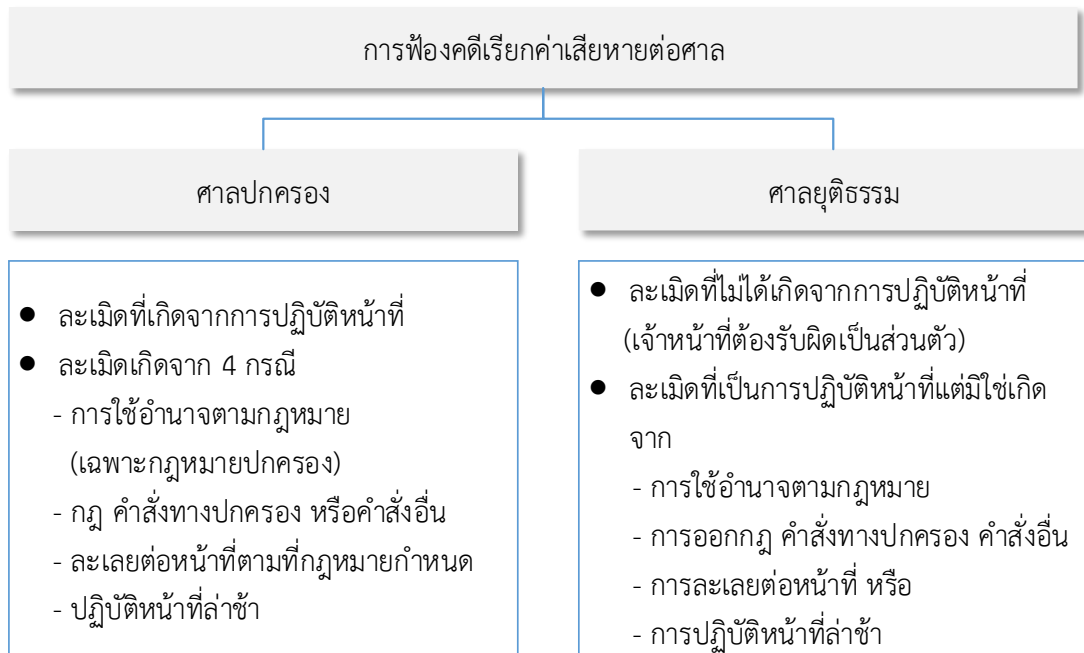 การฟ้องคดีเรียกค่าเสียหายต่อศาล
ศาลปกครอง
● ละเมิดที่เกิดจากการปฏิบัติหน้าที่
● ละเมิดเกิดจาก 4 กรณี
- การใช้อำนาจตามกฎหมาย
(เฉพาะกฎหมายปกครอง)
- กฎ คำสั่งทางปกครอง หรือคำสั่งอื่น
- ละเลยต่อหน้าที่ตามที่กฎหมายกำหนด
- ปฏิบัติหน้าที่ล่าช้า
ศาลยุติธรรม
● ละเมิดที่ไม่ได้เกิดจากการปฏิบัติหน้าที่
(เจ้าหน้าที่ต้องรับผิดเป็นส่วนตัว)
● ละเมิดที่เป็นการปฏิบัติหน้าที่แต่มิใช่เกิด
จาก
- การใช้อำนาจตามกฎหมาย
- การออกกฎ คำสั่งทางปกครอง คำสั่งอื่น
- การละเลยต่อหน้าที่ หรือ
- การปฏิบัติหน้าที่ล่าช้า